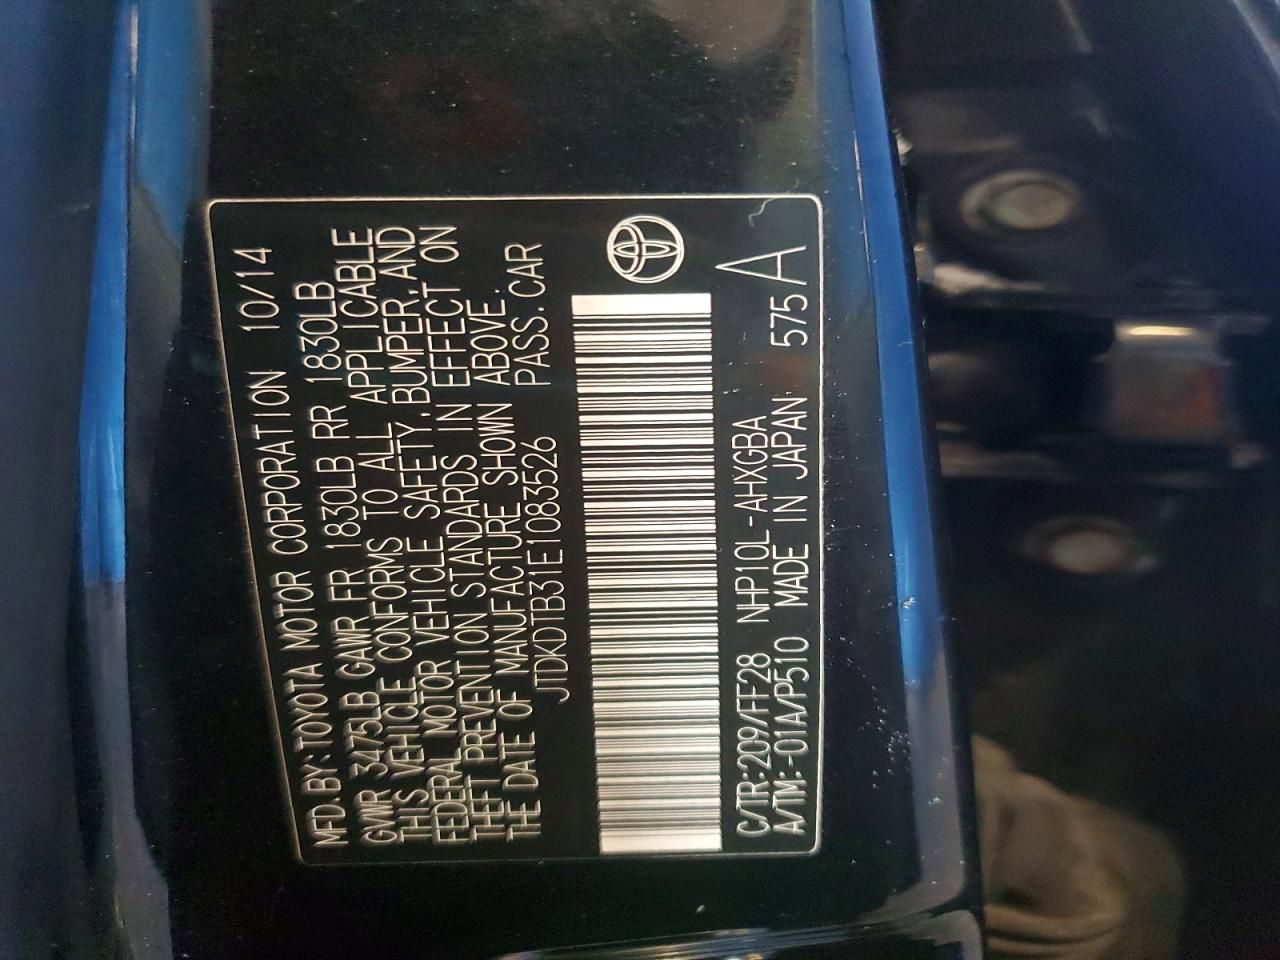 MFD.BY:TOYOTA MOTOR CORPORATION 10/14
GVWR 3475LB GAWR FR 1830LB RR 1830LB
THIS VEHICLE CONFORMS TO ALL APPLICABLE
FEDERAL MOTOR VEHICLE SAFETY,BUMPER,AND
THEFT PREVENTION STANDARDS IN EFFECT ON
THE DATE OF MANUFACTURE SHOWN ABOVE.
JTDKDTB31E1083526 PASS.CAR
C/TR:209/FF28 NHP10L-AHXGBA
A/TM:-01A/P510 MADE IN JAPAN 575 A